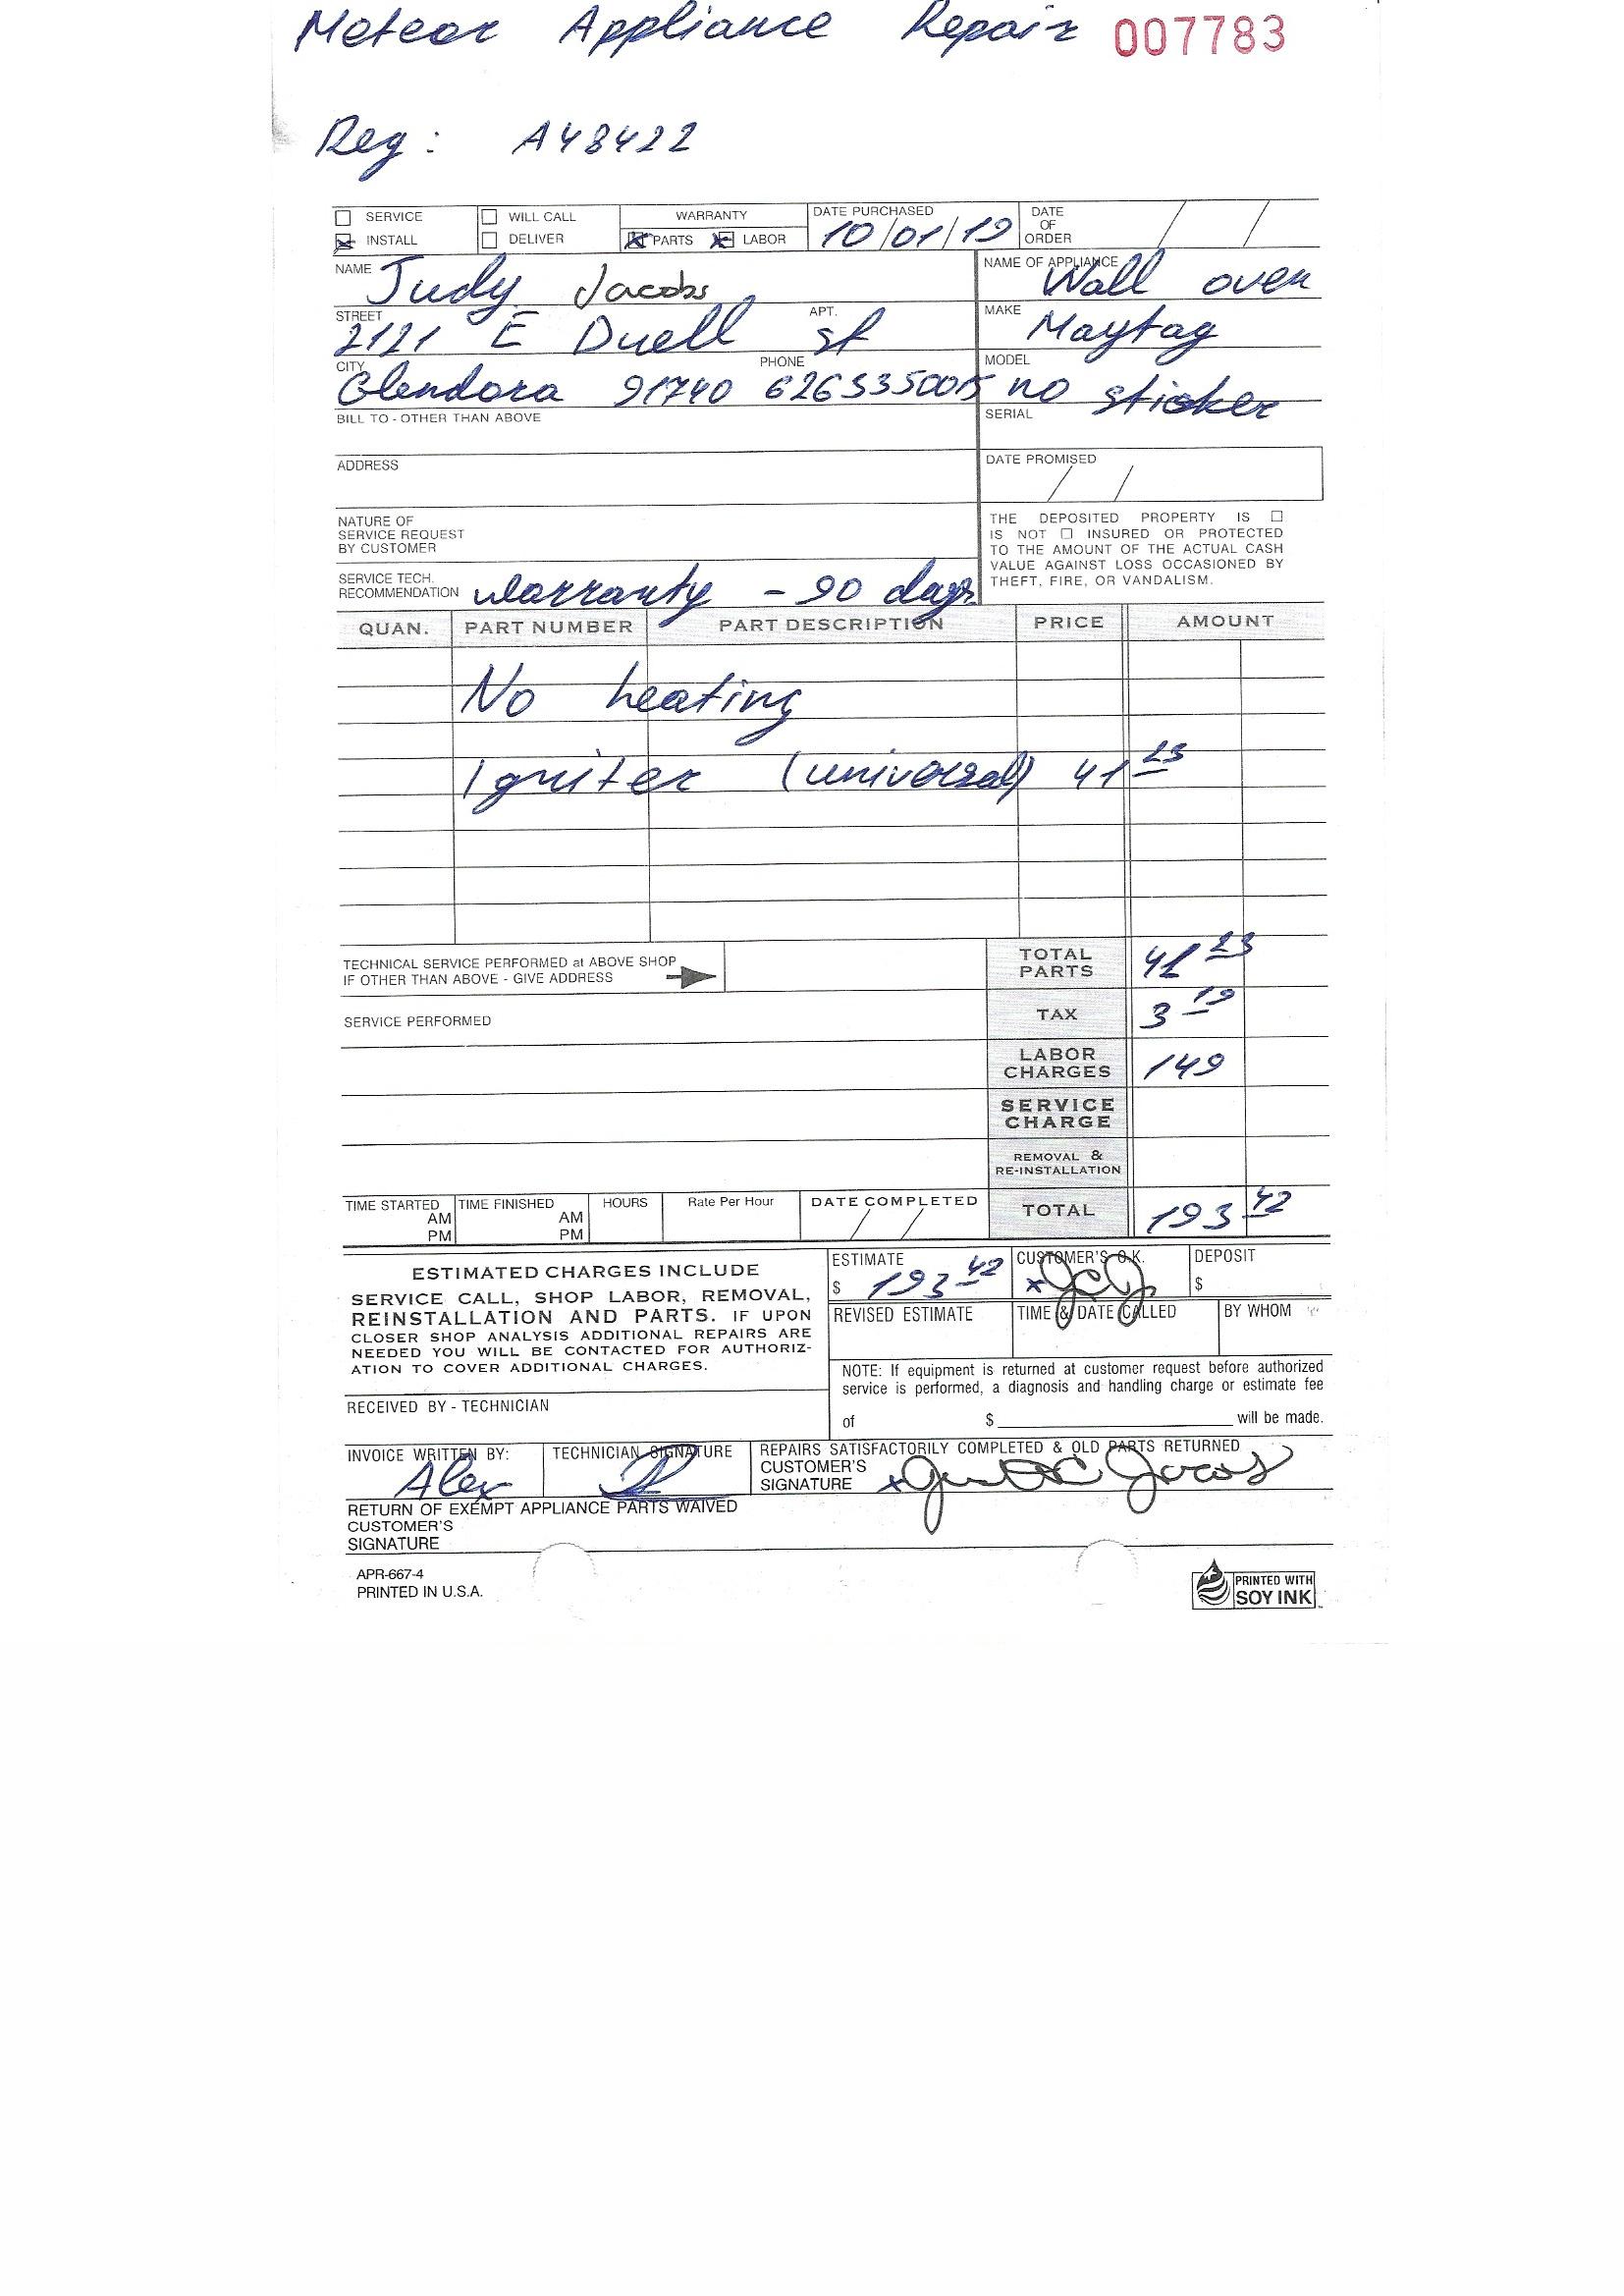 Meteor Appliance Repair 007783
Reg: A48422
☐ SERVICE ☐ WILL CALL WARRANTY DATE PURCHASED DATE OF ORDER / /
☒ INSTALL ☐ DELIVER ☒ PARTS ☒ LABOR 10/01/19
NAME Judy Jacobs NAME OF APPLIANCE Wall oven
STREET 2121 E Duell st APT. MAKE Maytag
CITY Glendora 91740 PHONE 6263350015 MODEL no sticker
BILL TO - OTHER THAN ABOVE SERIAL
ADDRESS DATE PROMISED / /
NATURE OF
SERVICE REQUEST
BY CUSTOMER
THE DEPOSITED PROPERTY IS ☐
IS NOT ☐ INSURED OR PROTECTED
TO THE AMOUNT OF THE ACTUAL CASH
VALUE AGAINST LOSS OCCASIONED BY
THEFT, FIRE, OR VANDALISM.
SERVICE TECH.
RECOMMENDATION warranty - 90 days
QUAN. PART NUMBER PART DESCRIPTION PRICE AMOUNT
No heating
Igniter (universal) 41 23
TECHNICAL SERVICE PERFORMED at ABOVE SHOP
IF OTHER THAN ABOVE - GIVE ADDRESS
TOTAL PARTS 41 23
SERVICE PERFORMED
TAX 3 19
LABOR CHARGES 149
SERVICE CHARGE
REMOVAL & RE-INSTALLATION
TIME STARTED AM PM TIME FINISHED AM PM HOURS Rate Per Hour DATE COMPLETED / / TOTAL 193 42
ESTIMATED CHARGES INCLUDE
SERVICE CALL, SHOP LABOR, REMOVAL,
REINSTALLATION AND PARTS. IF UPON
CLOSER SHOP ANALYSIS ADDITIONAL REPAIRS ARE
NEEDED YOU WILL BE CONTACTED FOR AUTHORIZ-
ATION TO COVER ADDITIONAL CHARGES.
ESTIMATE $ 193 42 CUSTOMER'S O.K. x JCJ DEPOSIT $
REVISED ESTIMATE TIME & DATE CALLED BY WHOM
NOTE: If equipment is returned at customer request before authorized
service is performed, a diagnosis and handling charge or estimate fee
of $ will be made.
RECEIVED BY - TECHNICIAN
INVOICE WRITTEN BY: Alex TECHNICIAN SIGNATURE
REPAIRS SATISFACTORILY COMPLETED & OLD PARTS RETURNED
CUSTOMER'S
SIGNATURE x
RETURN OF EXEMPT APPLIANCE PARTS WAIVED
CUSTOMER'S
SIGNATURE
APR-667-4
PRINTED IN U.S.A.
PRINTED WITH
SOY INK